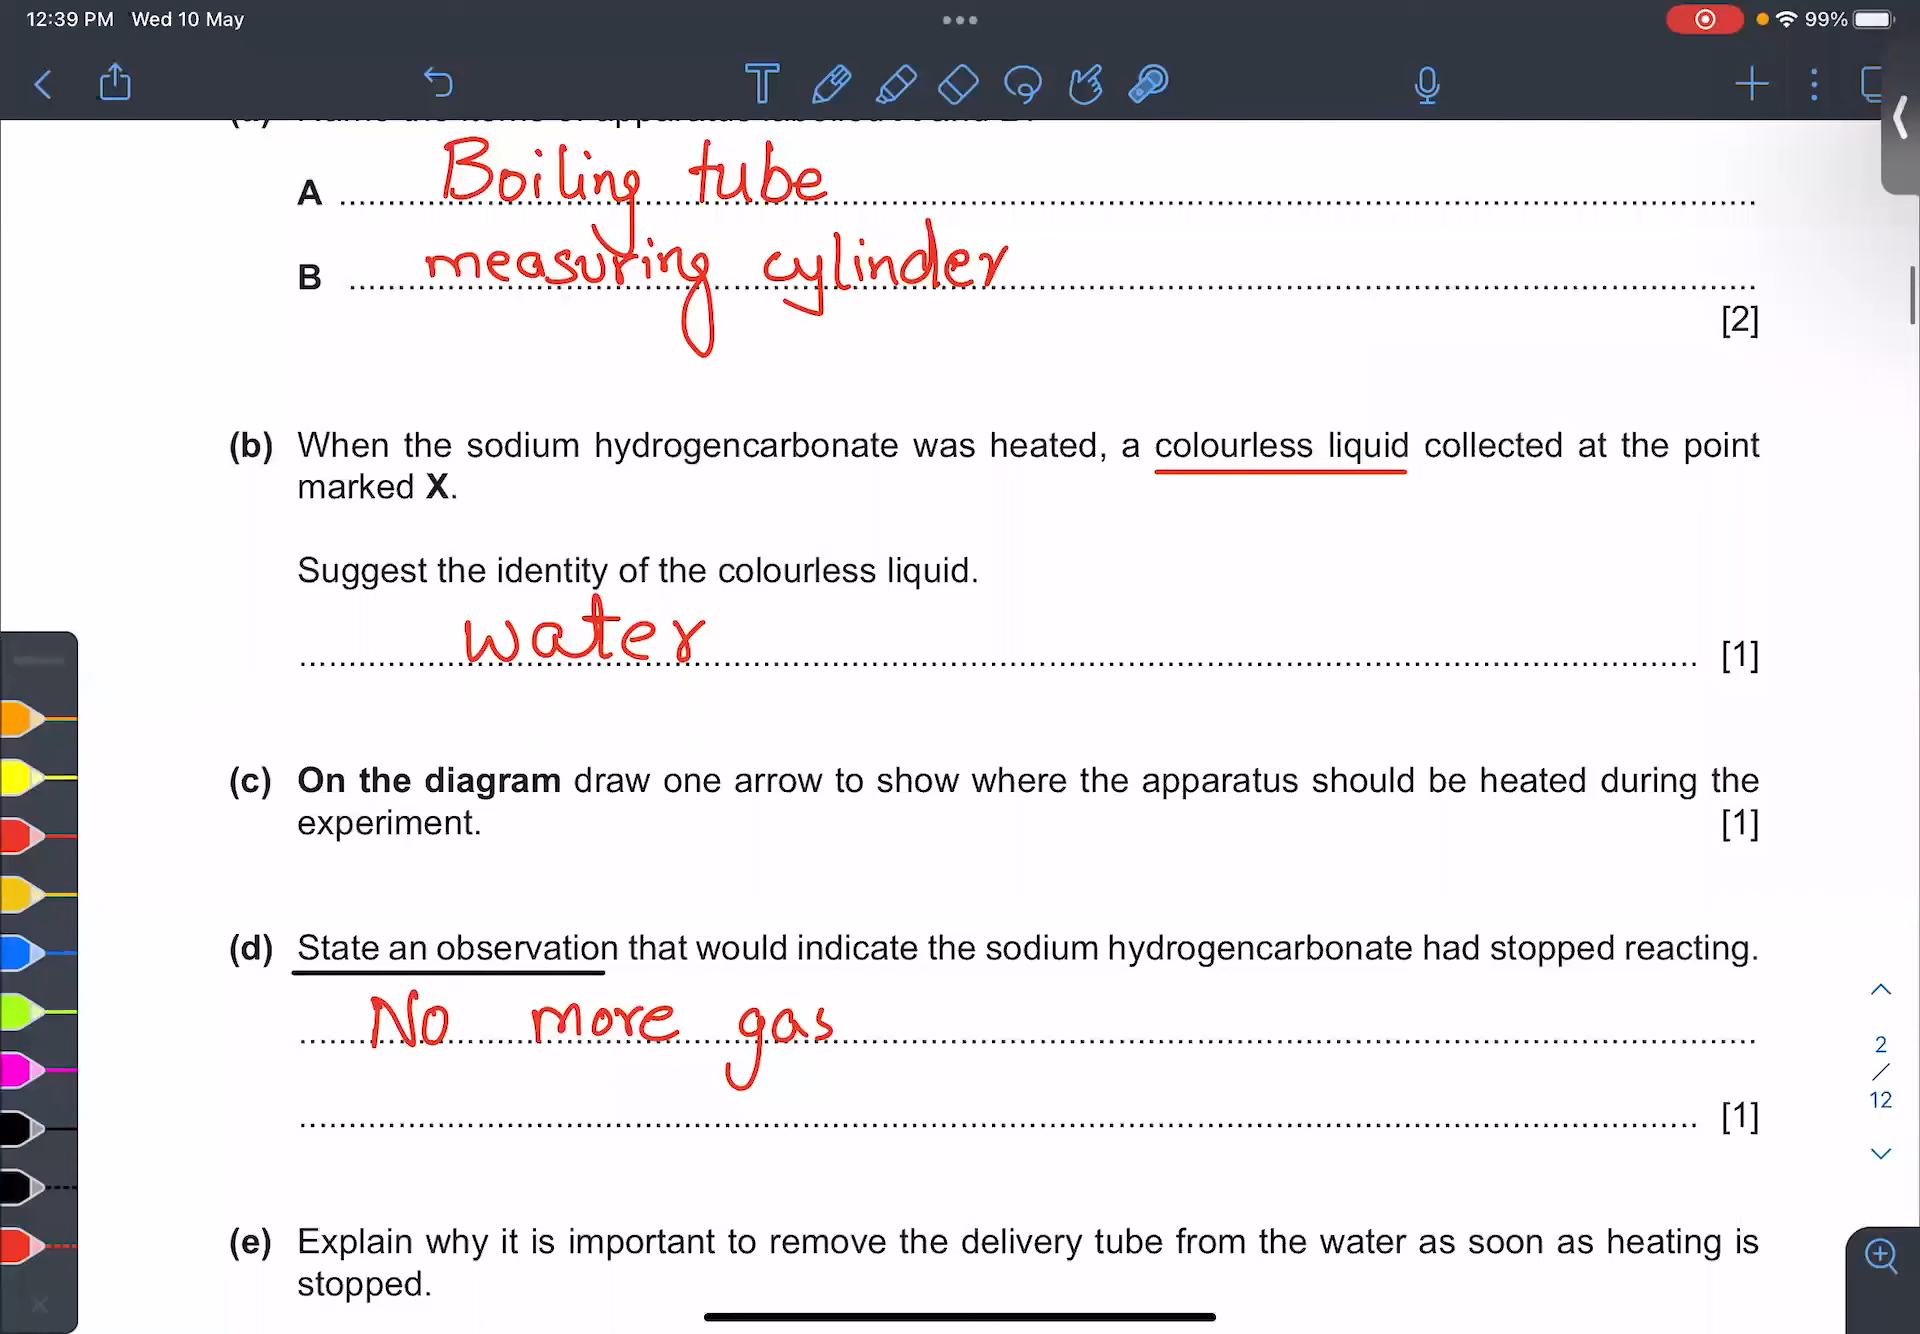 12:39 PM Wed 10 May
99%
A Boiling tube
B measuring cylinder
[2]
(b) When the sodium hydrogencarbonate was heated, a colourless liquid collected at the point
marked X.
Suggest the identity of the colourless liquid.
water [1]
(c) On the diagram draw one arrow to show where the apparatus should be heated during the
experiment. [1]
(d) State an observation that would indicate the sodium hydrogencarbonate had stopped reacting.
No more gas
[1]
2
/
12
(e) Explain why it is important to remove the delivery tube from the water as soon as heating is
stopped.